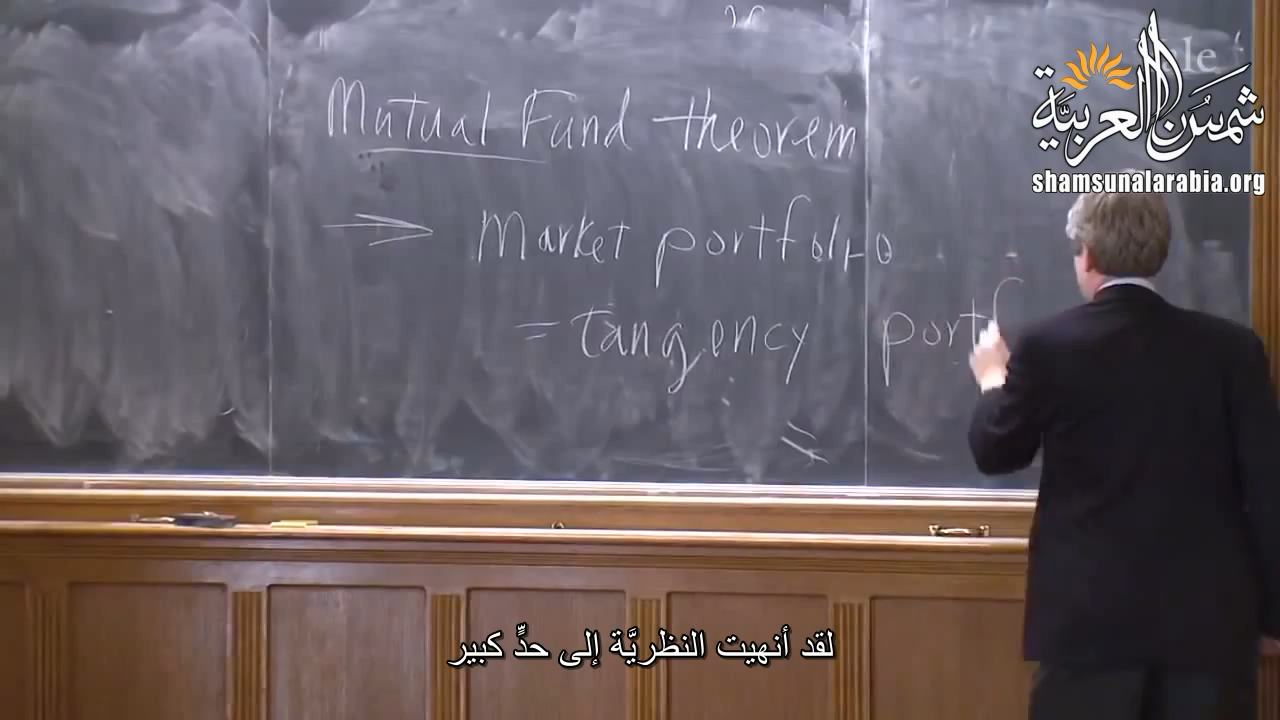 Mutual Fund theorem
Market portfolio
= tangency portf
شمس العربية
shamsunalarabia.org
لقد أنهيت النظريَّة إلى حدٍّ كبير